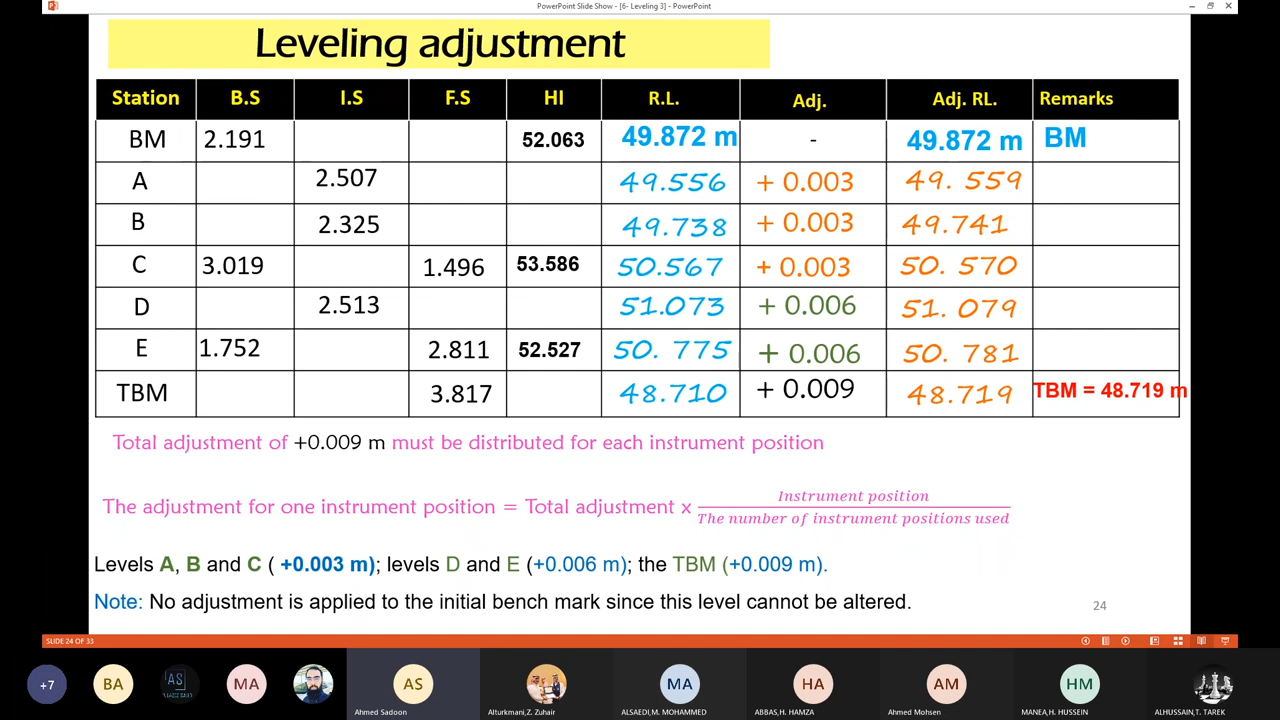 PowerPoint Slide Show - [6- Leveling 3] - PowerPoint
Leveling adjustment
Station B.S I.S F.S HI R.L. Adj. Adj. RL. Remarks
BM 2.191 52.063 49.872 m - 49.872 m BM
A 2.507 49.556 + 0.003 49. 559
B 2.325 49.738 + 0.003 49.741
C 3.019 1.496 53.586 50.567 + 0.003 50. 570
D 2.513 51.073 + 0.006 51. 079
E 1.752 2.811 52.527 50. 775 + 0.006 50. 781
TBM 3.817 48.710 + 0.009 48.719 TBM = 48.719 m
Total adjustment of +0.009 m must be distributed for each instrument position
The adjustment for one instrument position = Total adjustment x Instrument position
The number of instrument positions used
Levels A, B and C ( +0.003 m); levels D and E (+0.006 m); the TBM (+0.009 m).
Note: No adjustment is applied to the initial bench mark since this level cannot be altered.
24
SLIDE 24 OF 33
+7 BA AS MA AS MA HA AM HM
Ahmed Sadoon Alturkmani,Z. Zuhair ALSAEDI,M. MOHAMMED ABBAS,H. HAMZA Ahmed Mohsen MANEA,H. HUSSEIN ALHUSSAIN,T. TAREK